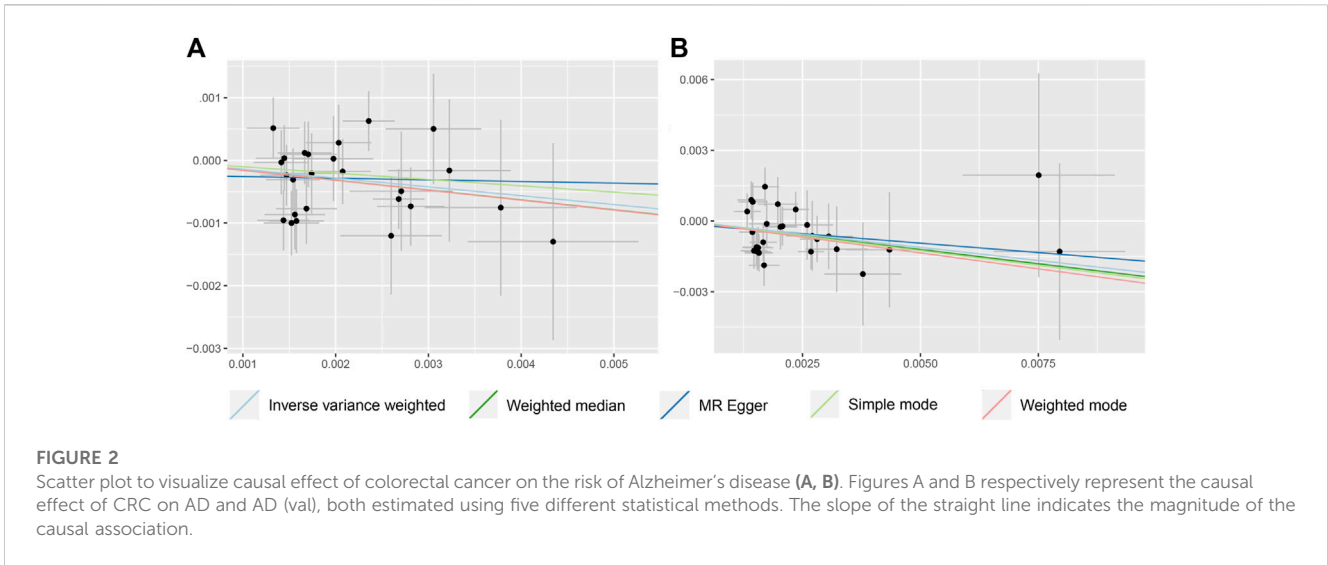 A
B
.001
0.000
−0.001
−0.002
−0.003
0.001
0.002
0.003
0.004
0.005
0.006
0.003
0.000
−0.003
0.0025
0.0050
0.0075
Inverse variance weighted
Weighted median
MR Egger
Simple mode
Weighted mode
FIGURE 2
Scatter plot to visualize causal effect of colorectal cancer on the risk of Alzheimer's disease (A, B). Figures A and B respectively represent the causal
effect of CRC on AD and AD (val), both estimated using five different statistical methods. The slope of the straight line indicates the magnitude of the
causal association.